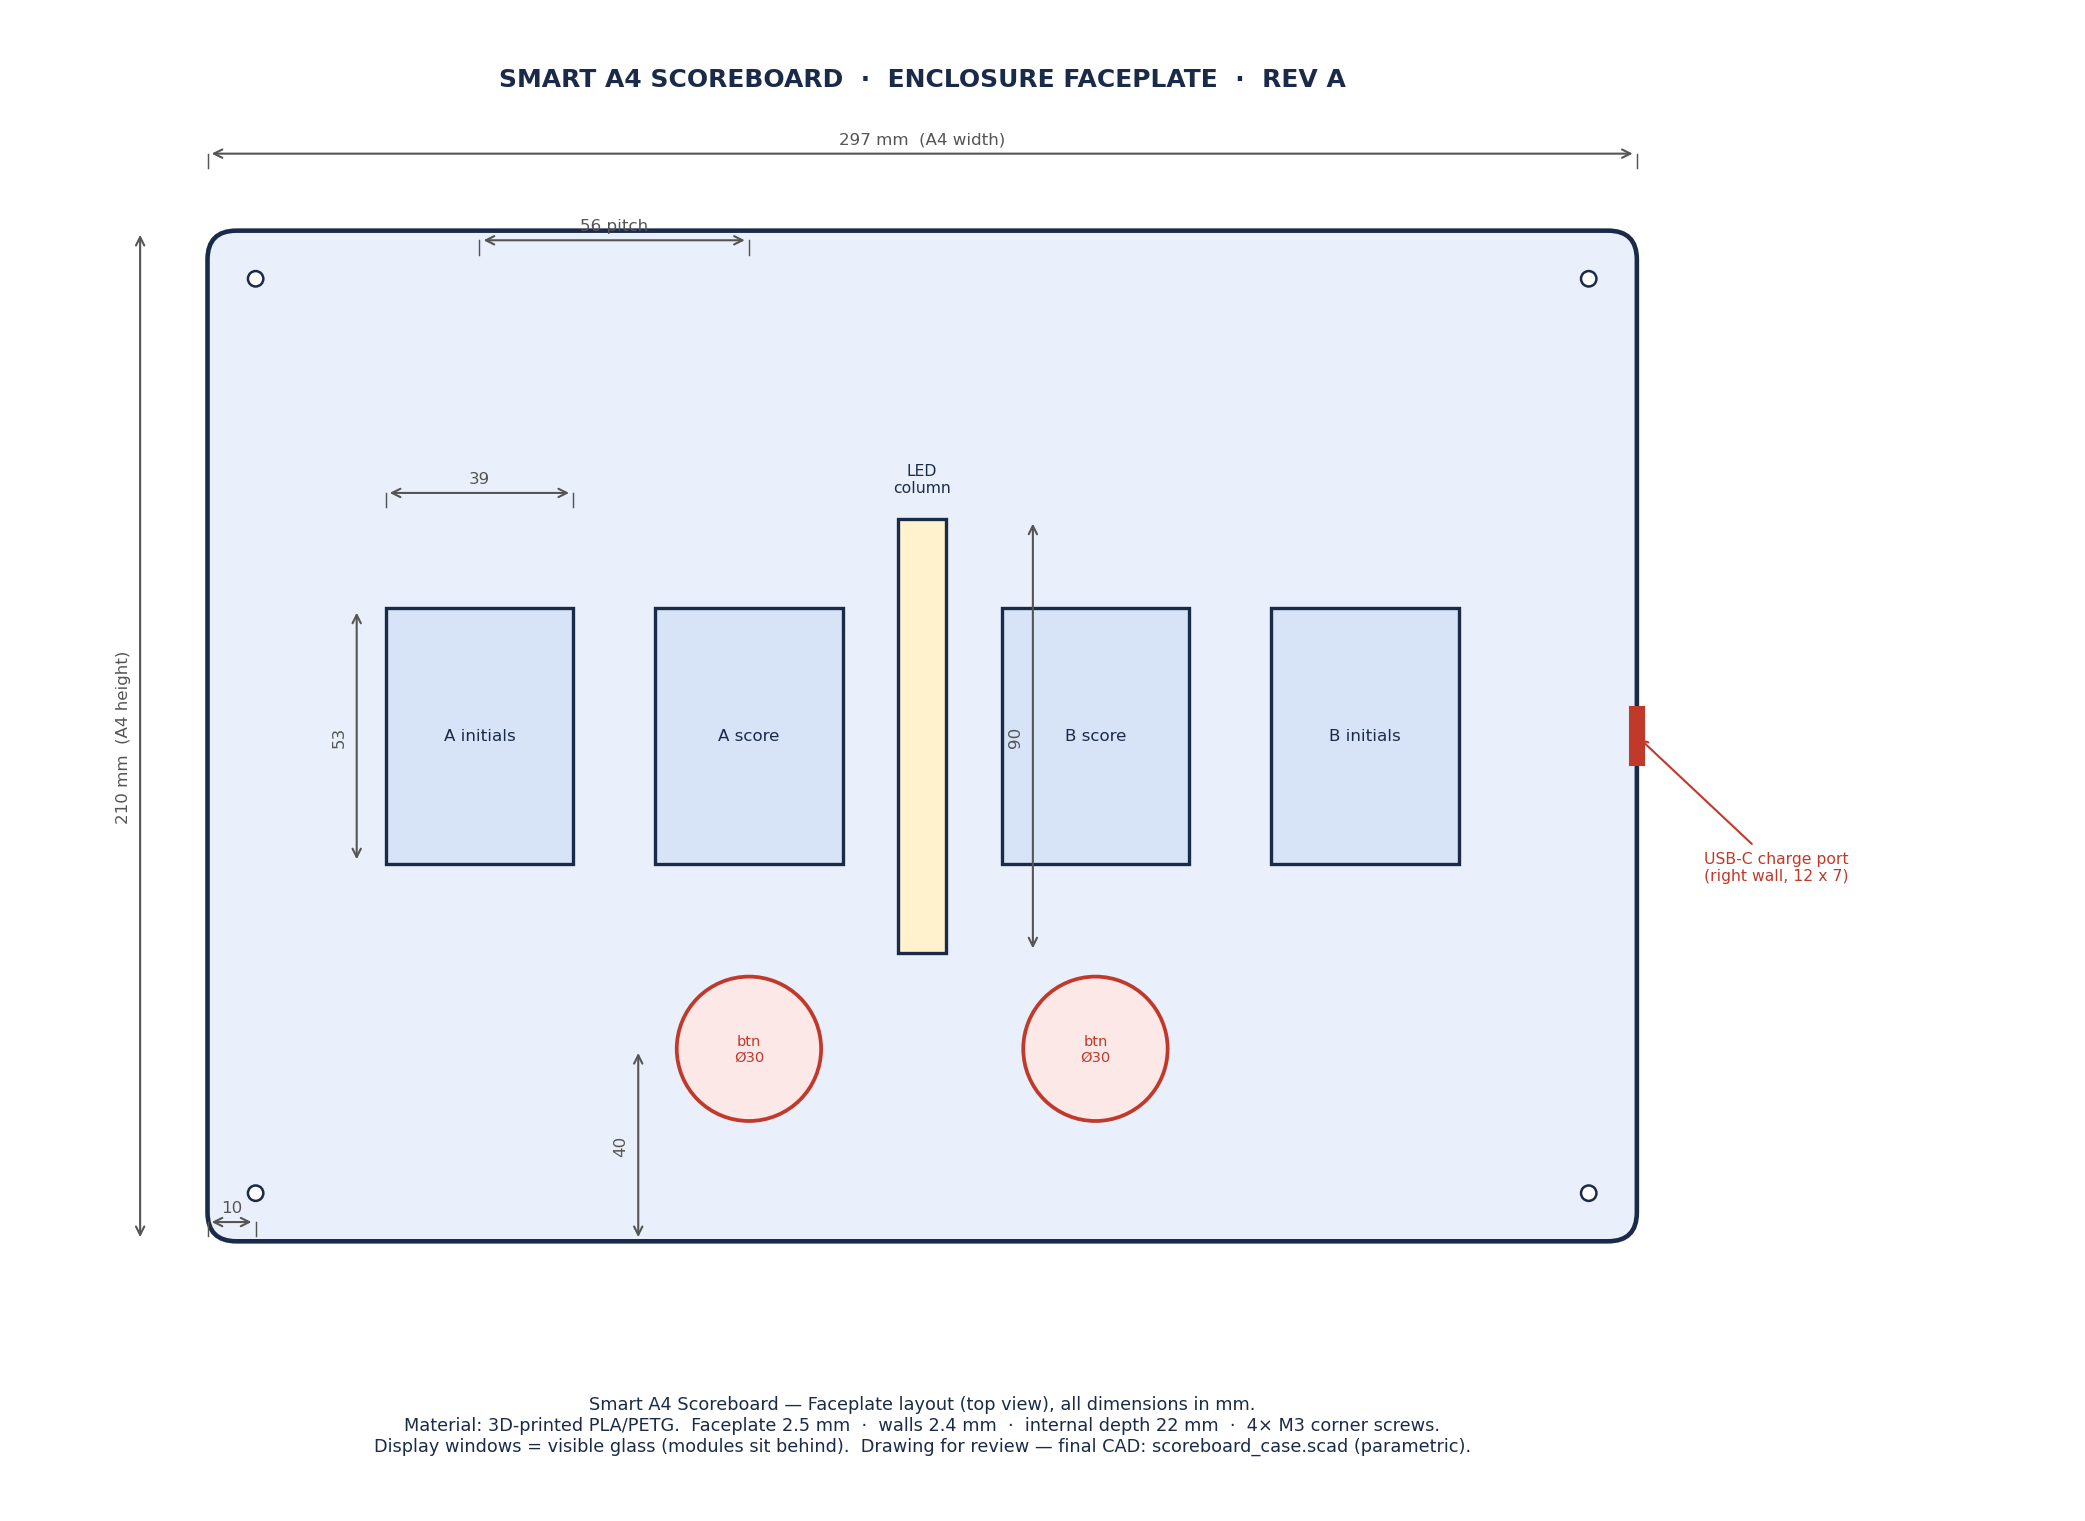 SMART A4 SCOREBOARD · ENCLOSURE FACEPLATE · REV A
297 mm (A4 width)
56 pitch
39
LED
column
210 mm (A4 height)
53
A initials
A score
90
B score
B initials
USB-C charge port
(right wall, 12 x 7)
btn
Ø30
btn
Ø30
40
10
Smart A4 Scoreboard — Faceplate layout (top view), all dimensions in mm.
Material: 3D-printed PLA/PETG. Faceplate 2.5 mm · walls 2.4 mm · internal depth 22 mm · 4× M3 corner screws.
Display windows = visible glass (modules sit behind). Drawing for review — final CAD: scoreboard_case.scad (parametric).